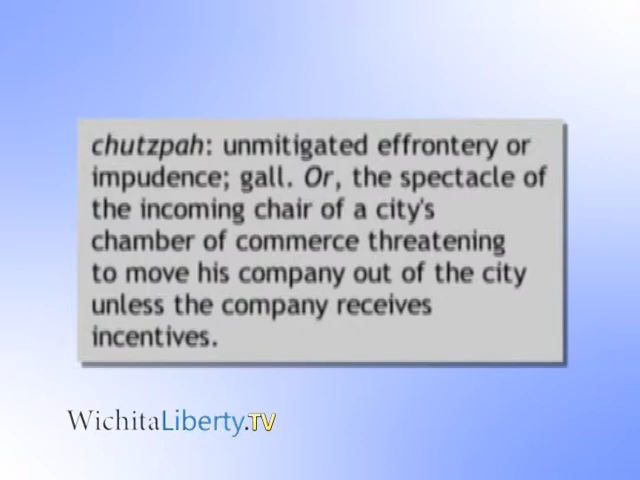 chutzpah: unmitigated effrontery or
impudence; gall. Or, the spectacle of
the incoming chair of a city's
chamber of commerce threatening
to move his company out of the city
unless the company receives
incentives.
WichitaLiberty.TV